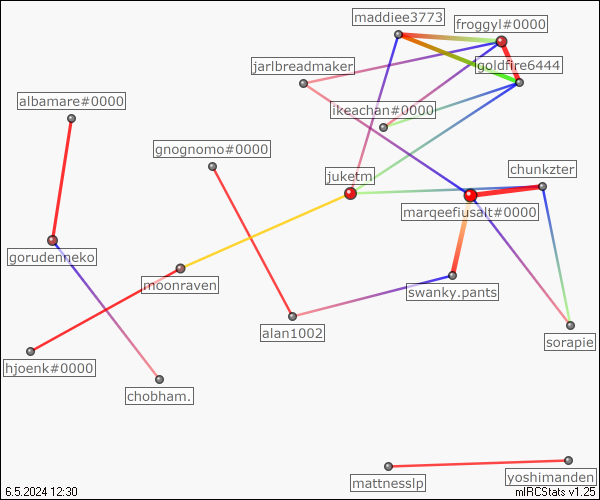 maddiee3773
froggyl#0000
jarlbreadmaker
goldfire6444
albamare#0000
ikeachan#0000
gnognomo#0000
chunkzter
juketm
marqeefiusalt#0000
gorudenneko
moonraven
swanky.pants
alan1002
sorapie
hjoenk#0000
chobham.
mattnesslp
yoshimanden
6.5.2024 12:30
mIRCStats v1.25